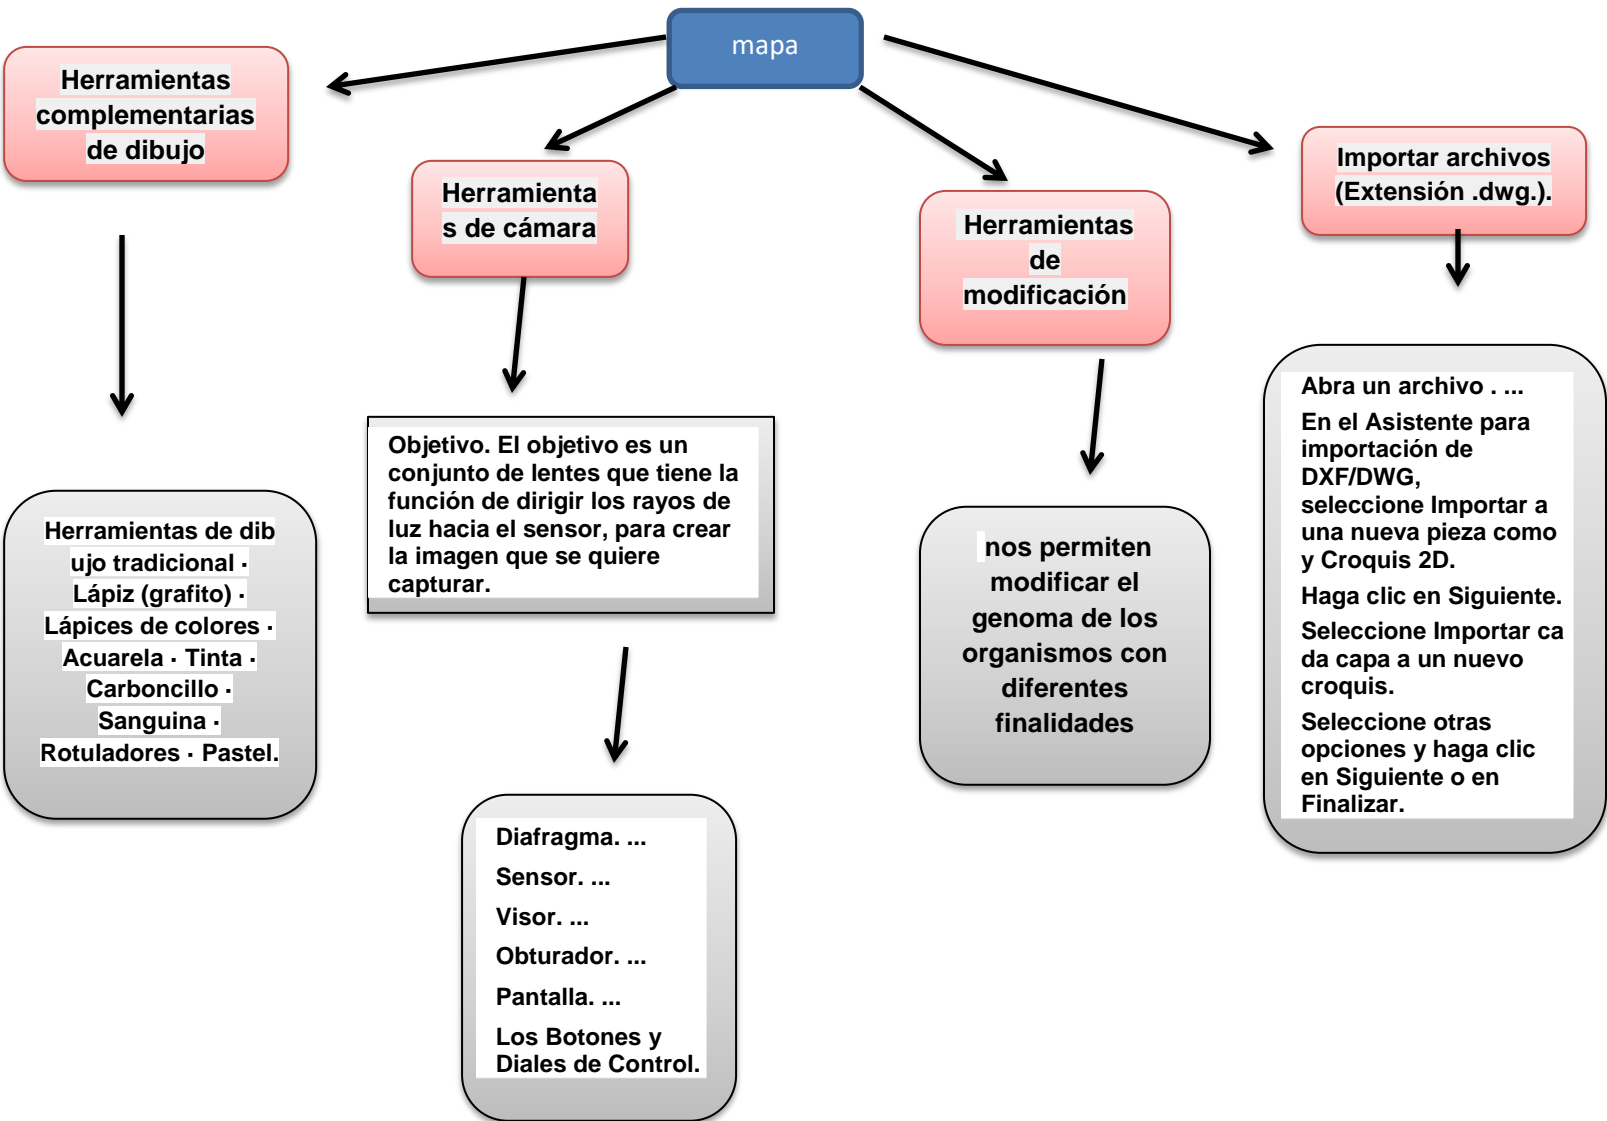 mapa
Herramientas
complementarias
de dibujo
Herramienta
s de cámara
Herramientas
de
modificación
Importar archivos
(Extensión .dwg.).
Herramientas de dib
ujo tradicional ·
Lápiz (grafito) ·
Lápices de colores ·
Acuarela · Tinta ·
Carboncillo ·
Sanguina ·
Rotuladores · Pastel.
Objetivo. El objetivo es un
conjunto de lentes que tiene la
función de dirigir los rayos de
luz hacia el sensor, para crear
la imagen que se quiere
capturar.
Diafragma. ...
Sensor. ...
Visor. ...
Obturador. ...
Pantalla. ...
Los Botones y
Diales de Control.
nos permiten
modificar el
genoma de los
organismos con
diferentes
finalidades
Abra un archivo . ...
En el Asistente para
importación de
DXF/DWG,
seleccione Importar a
una nueva pieza como
y Croquis 2D.
Haga clic en Siguiente.
Seleccione Importar ca
da capa a un nuevo
croquis.
Seleccione otras
opciones y haga clic
en Siguiente o en
Finalizar.